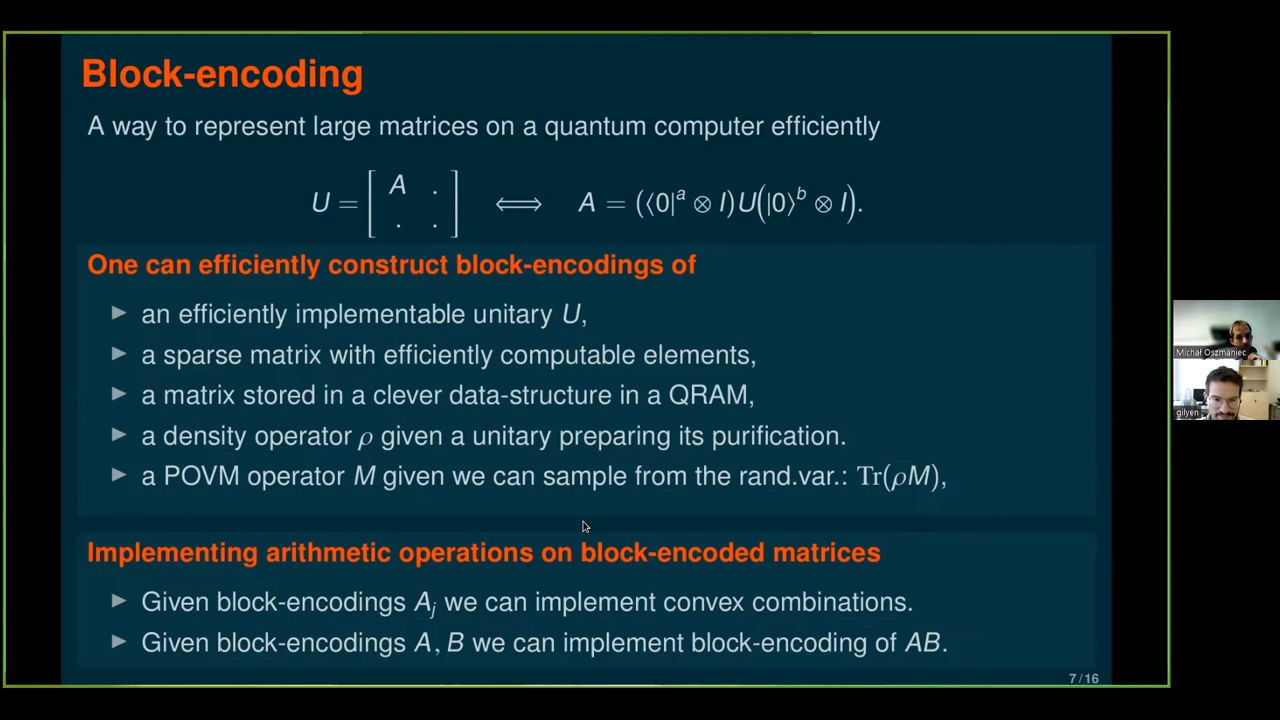 Block-encoding
A way to represent large matrices on a quantum computer efficiently
U = [ A . . . ] ⟺ A = (⟨0|^a ⊗ I)U(|0⟩^b ⊗ I).
One can efficiently construct block-encodings of
▶ an efficiently implementable unitary U,
▶ a sparse matrix with efficiently computable elements,
▶ a matrix stored in a clever data-structure in a QRAM,
▶ a density operator ρ given a unitary preparing its purification.
▶ a POVM operator M given we can sample from the rand.var.: Tr(ρM),
Implementing arithmetic operations on block-encoded matrices
▶ Given block-encodings A_j we can implement convex combinations.
▶ Given block-encodings A, B we can implement block-encoding of AB.
7 / 16
Michał Oszmaniec
gilyen